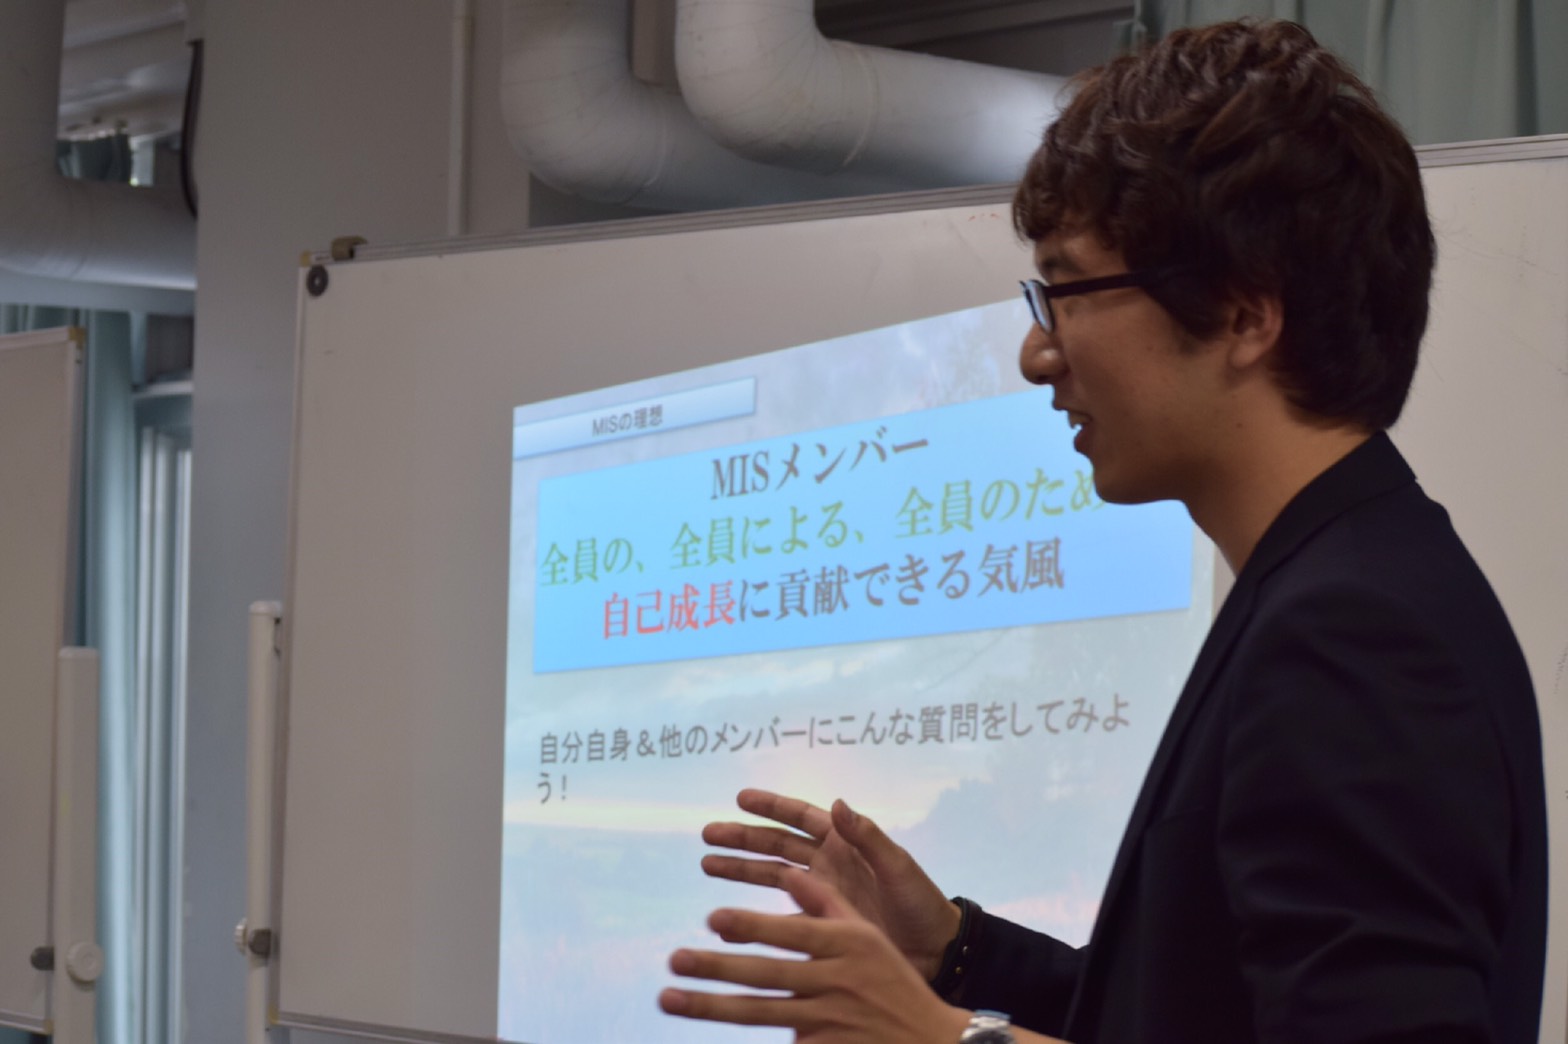 MISの理想
MISメンバー
全員の、全員による、全員のため
自己成長に貢献できる気風
自分自身＆他のメンバーにこんな質問をしてみよ
う！